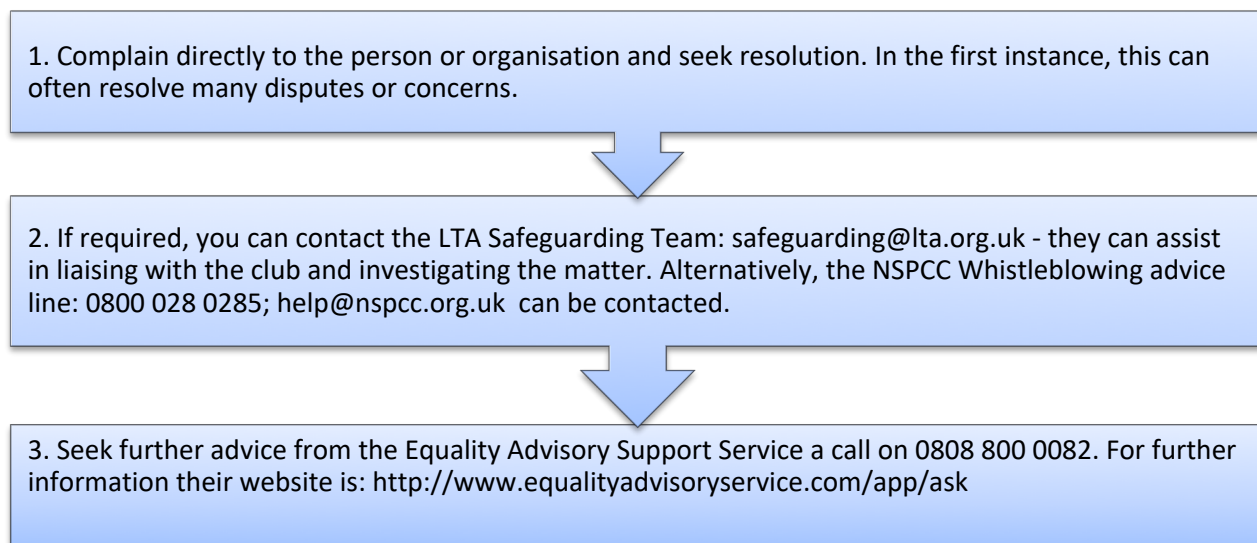 1. Complain directly to the person or organisation and seek resolution. In the first instance, this can
often resolve many disputes or concerns.
2. If required, you can contact the LTA Safeguarding Team: safeguarding@lta.org.uk - they can assist
in liaising with the club and investigating the matter. Alternatively, the NSPCC Whistleblowing advice
line: 0800 028 0285; help@nspcc.org.uk  can be contacted.
3. Seek further advice from the Equality Advisory Support Service a call on 0808 800 0082. For further
information their website is: http://www.equalityadvisoryservice.com/app/ask